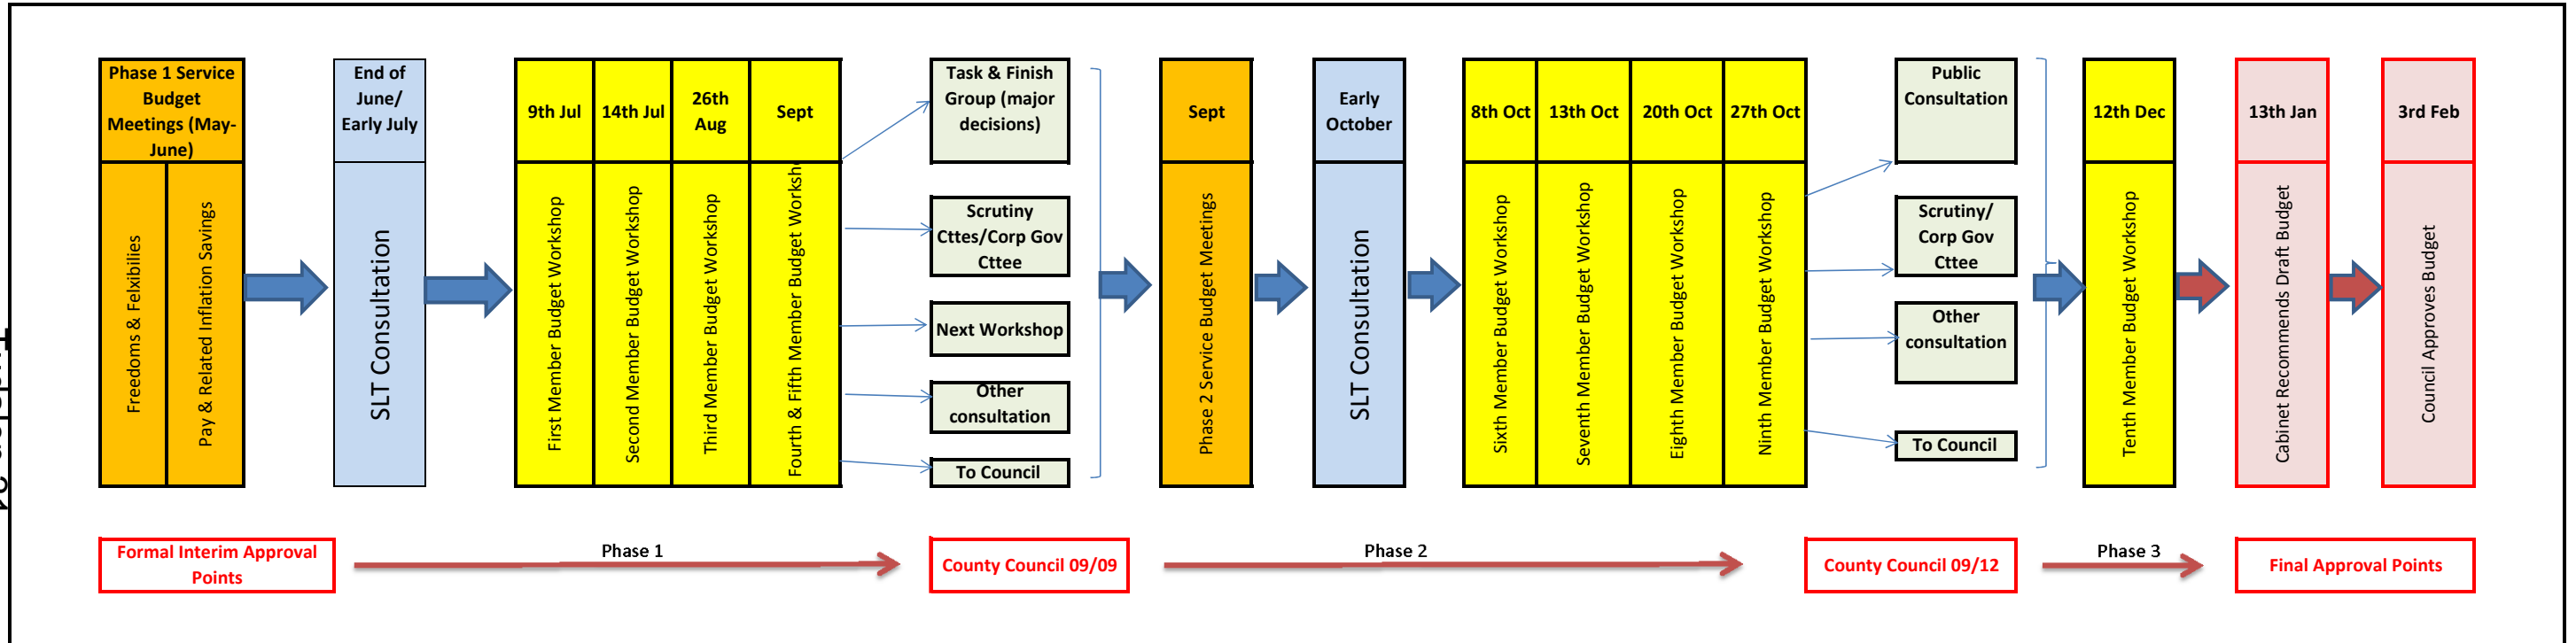 Phase 1 Service
Budget
Meetings (May-
June)
Freedoms & Felxibilies
Pay & Related Inflation Savings
End of
June/
Early July
SLT Consultation
9th Jul
First Member Budget Workshop
14th Jul
Second Member Budget Workshop
26th
Aug
Third Member Budget Workshop
Sept
Fourth & Fifth Member Budget Worksh
Task & Finish
Group (major
decisions)
Scrutiny
Cttes/Corp Gov
Cttee
Next Workshop
Other
consultation
To Council
Sept
Phase 2 Service Budget Meetings
Early
October
SLT Consultation
8th Oct
Sixth Member Budget Workshop
13th Oct
Seventh Member Budget Workshop
20th Oct
Eighth Member Budget Workshop
27th Oct
Ninth Member Budget Workshop
Public
Consultation
Scrutiny/
Corp Gov
Cttee
Other
consultation
To Council
12th Dec
Tenth Member Budget Workshop
13th Jan
Cabinet Recommends Draft Budget
3rd Feb
Council Approves Budget
Formal Interim Approval
Points
Phase 1
County Council 09/09
Phase 2
County Council 09/12
Phase 3
Final Approval Points